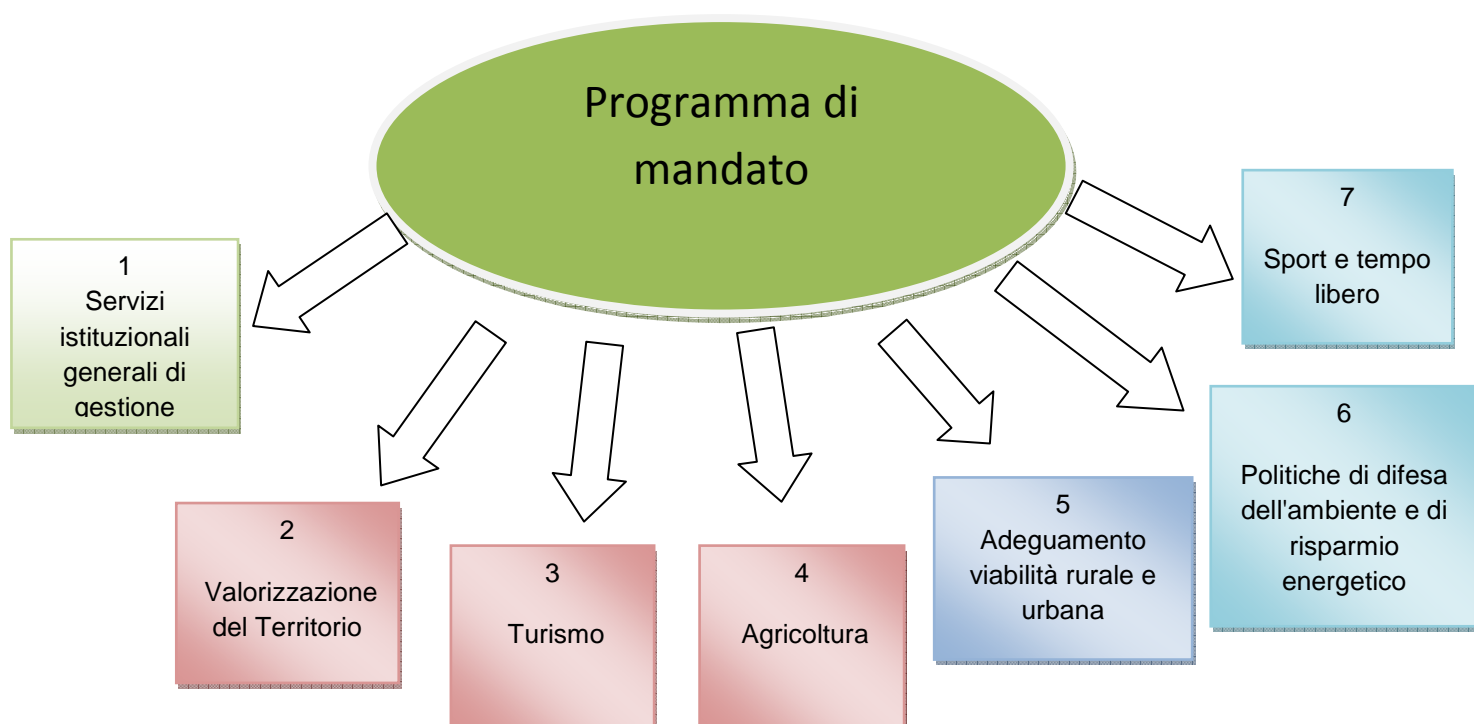 Programma di
mandato
1
Servizi
istituzionali
generali di
gestione
2
Valorizzazione
del Territorio
3
Turismo
4
Agricoltura
5
Adeguamento
viabilità rurale e
urbana
6
Politiche di difesa
dell'ambiente e di
risparmio
energetico
7
Sport e tempo
libero